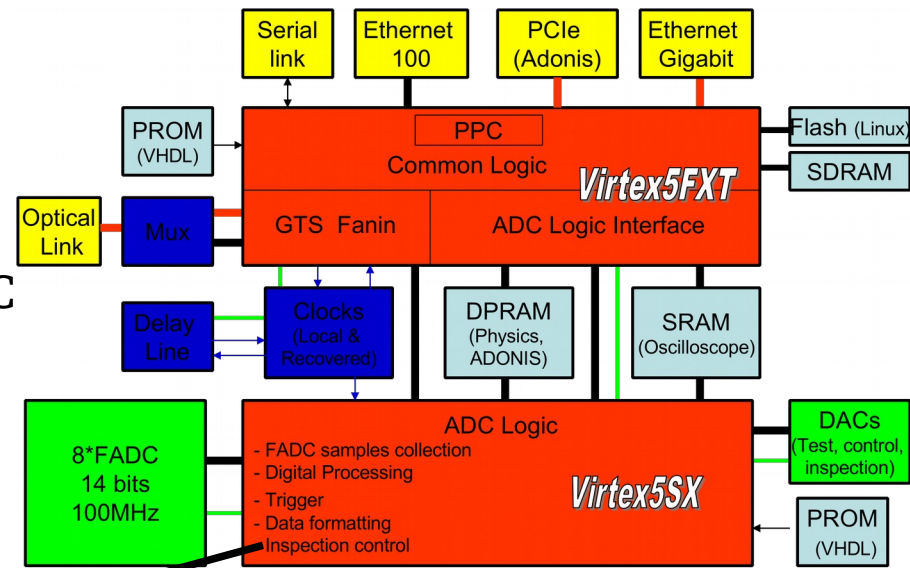 Serial
link
Ethernet
100
PCIe
(Adonis)
Ethernet
Gigabit
PROM
(VHDL)
PPC
Common Logic
Virtex5FXT
Flash (Linux)
SDRAM
Optical
Link
Mux
GTS Fanin
ADC Logic Interface
C
Delay
Line
Clocks
(Local &
Recovered)
DPRAM
(Physics,
ADONIS)
SRAM
(Oscilloscope)
8*FADC
14 bits
100MHz
ADC Logic
- FADC samples collection
- Digital Processing
- Trigger
- Data formatting
- Inspection control
Virtex5SX
DACs
(Test, control,
inspection)
PROM
(VHDL)